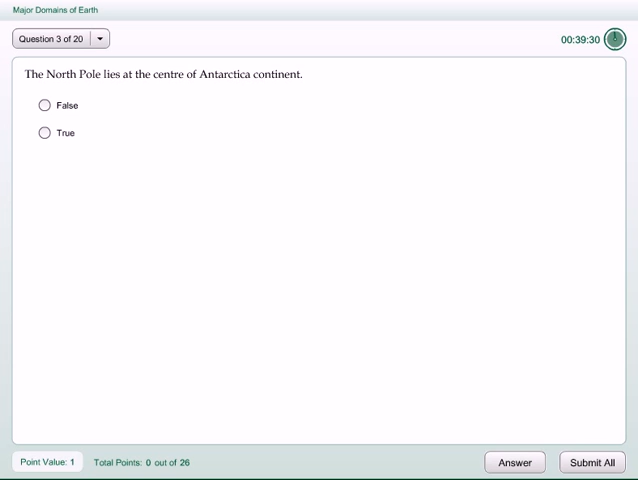 Major Domains of Earth
Question 3 of 20
00:39:30
The North Pole lies at the centre of Antarctica continent.
False
True
Point Value: 1
Total Points: 0 out of 26
Answer
Submit All